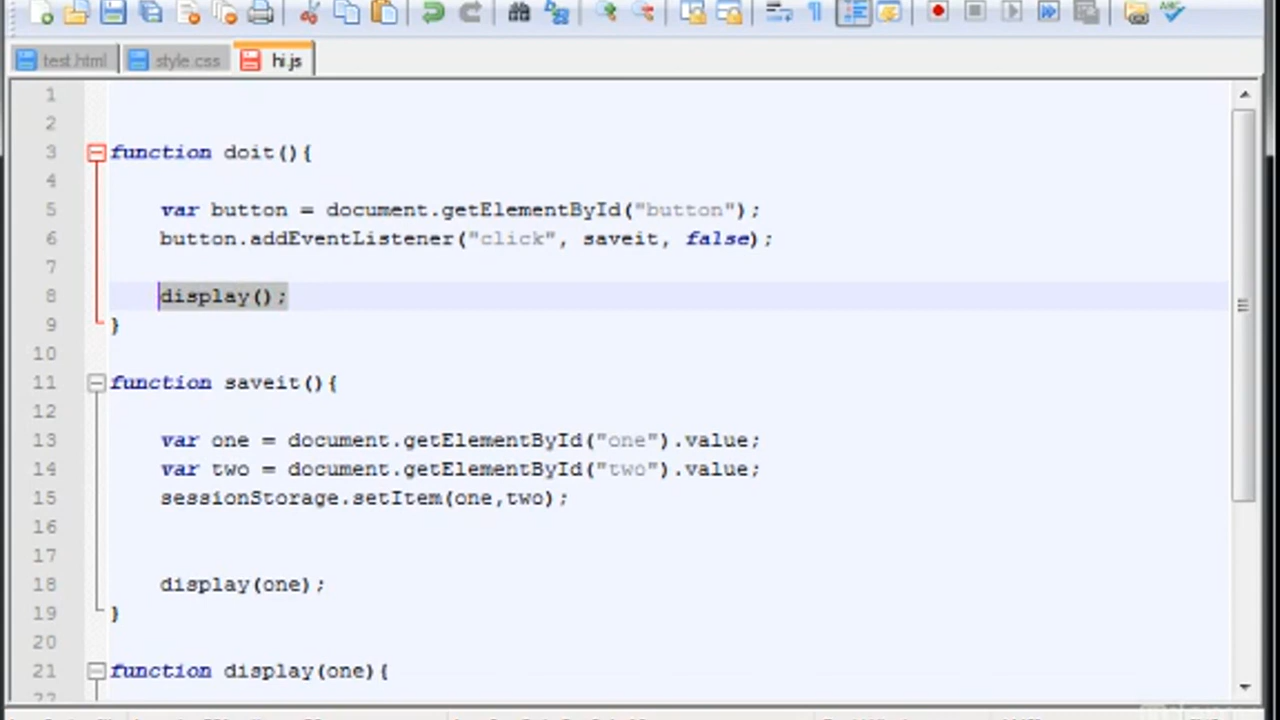 test.html style.css hi.js
1
2
3 function doit(){
4
5 var button = document.getElementById("button");
6 button.addEventListener("click", saveit, false);
7
8 display();
9 }
10
11 function saveit(){
12
13 var one = document.getElementById("one").value;
14 var two = document.getElementById("two").value;
15 sessionStorage.setItem(one,two);
16
17
18 display(one);
19 }
20
21 function display(one){
22